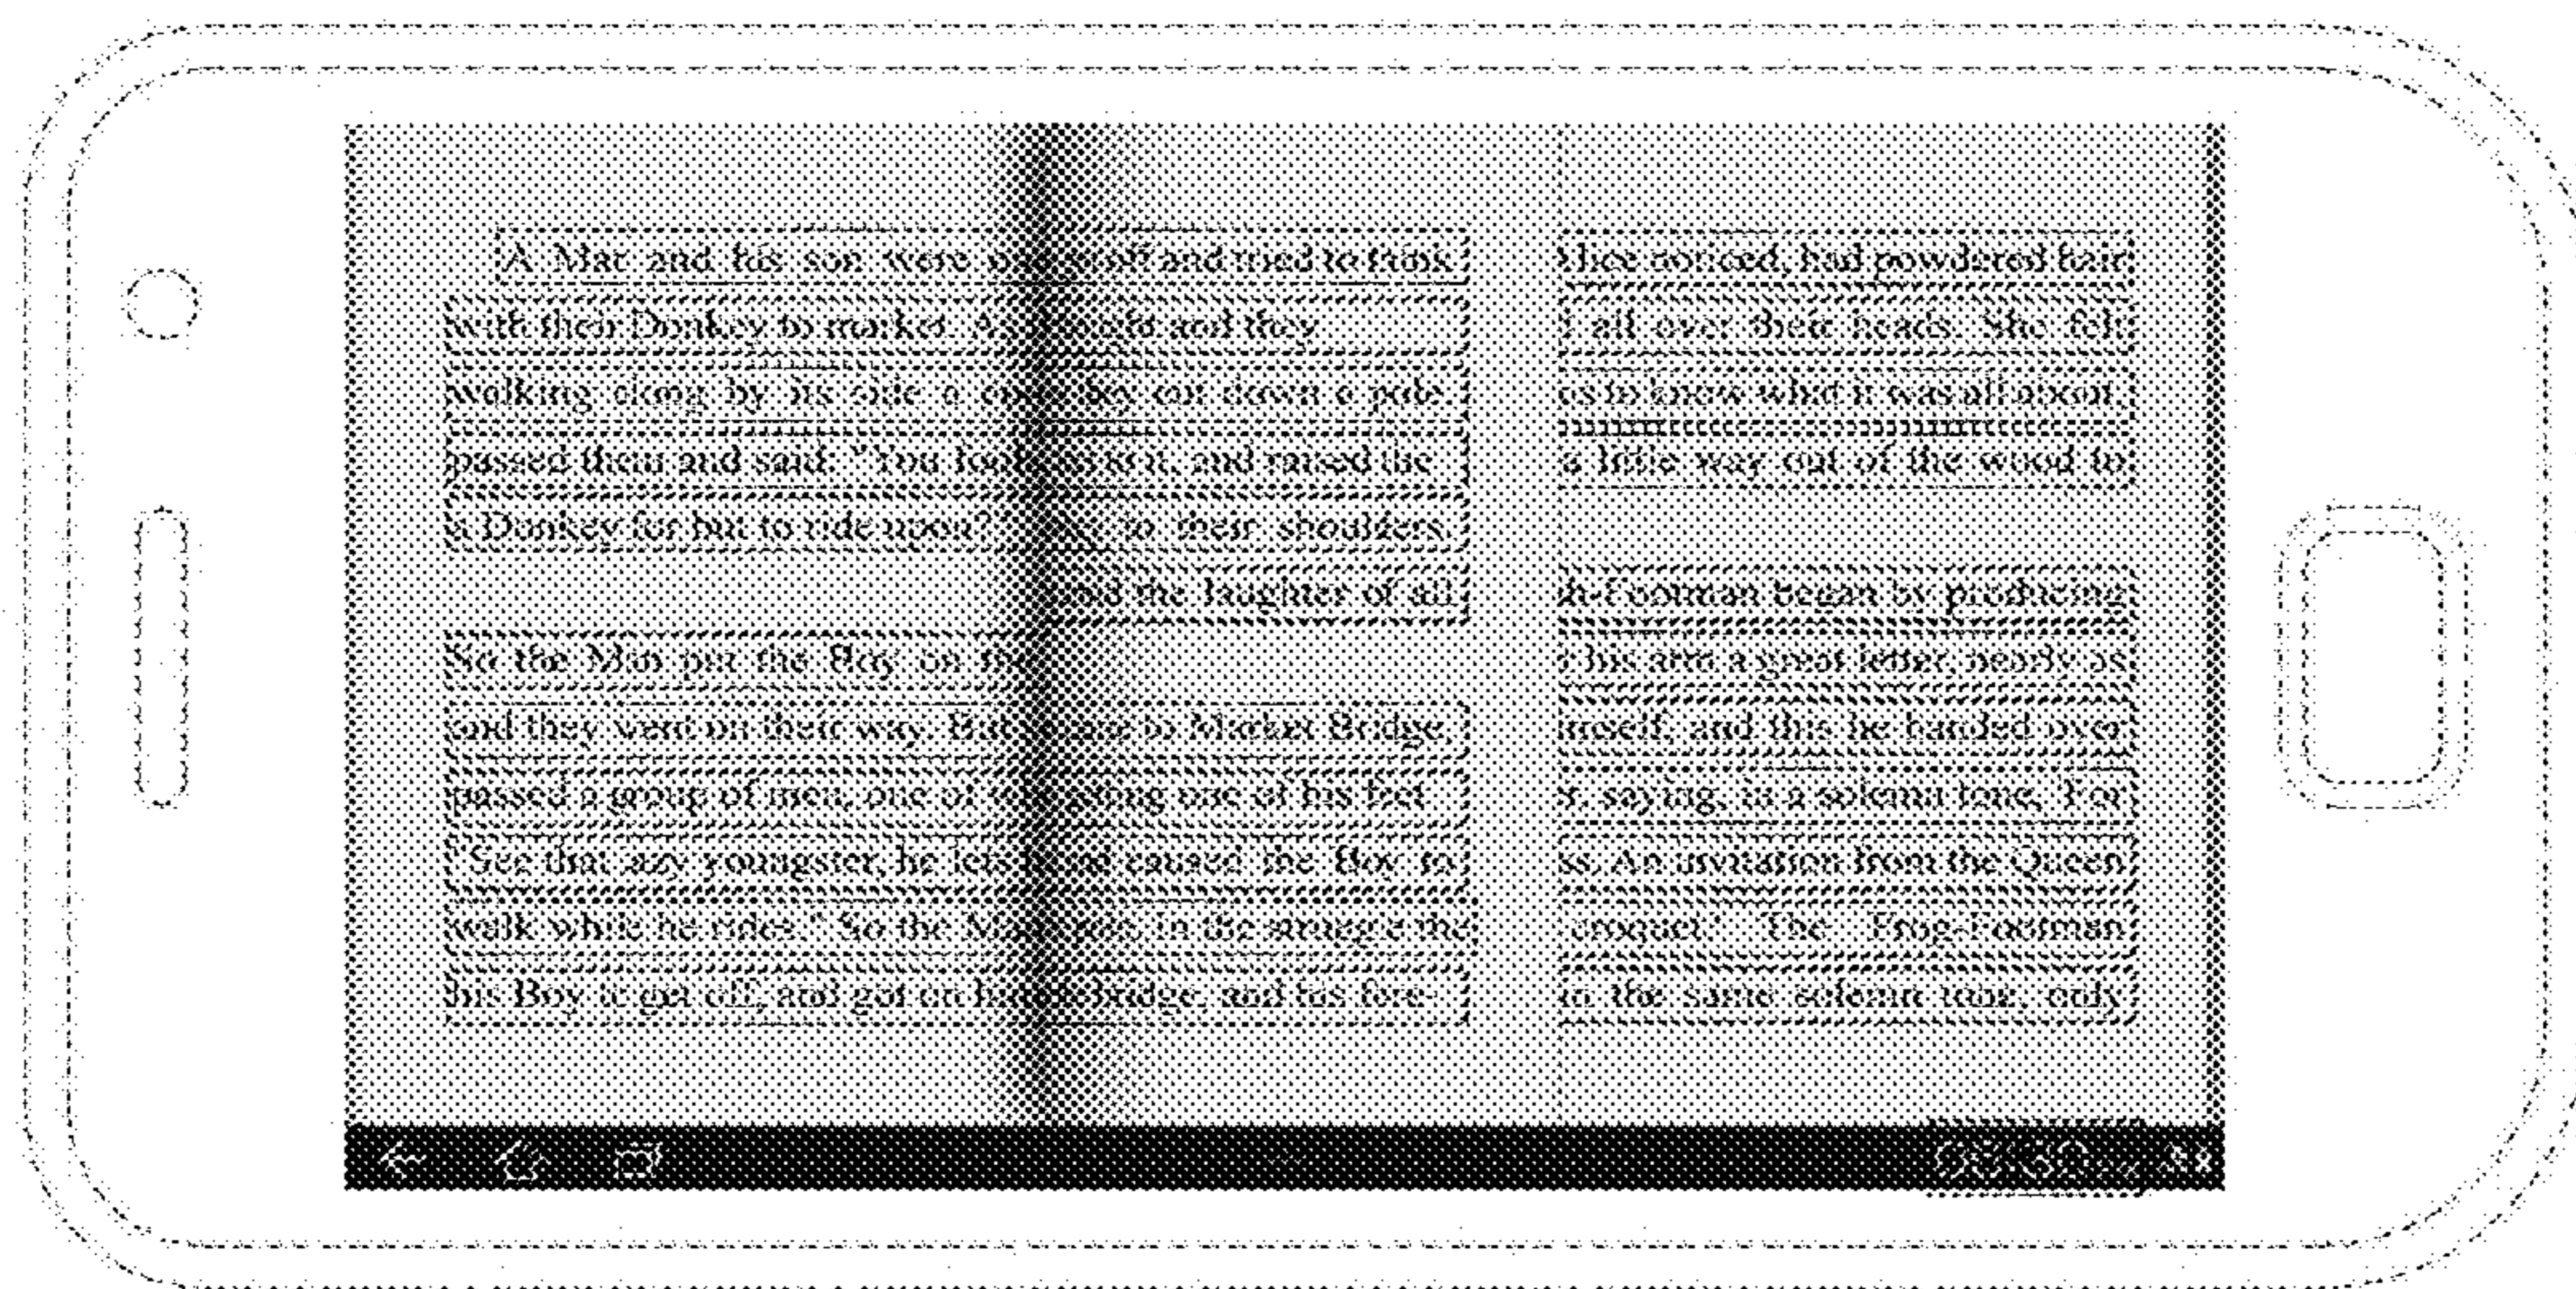 A Man and his son were
with their Donkey to market. As
walking along by its side a
passed them and said: "You
a Donkey for but to ride upon?"
So the Man put the Boy on the
and they went on their way. But
passed a group of men, one of
"See that lazy youngster, he lets
walk while he rides." So the Man
his Boy to get off, and got on
off and tried to think
and they
cut down a pole,
to it, and raised the
to their shoulders
the laughter of all
to Market Bridge,
one of his feet
caused the Boy to
in the struggle the
bridge, and his fore-
Alice noticed, had powdered hair
all over their heads. She felt
to know what it was all about,
a little way out of the wood to
h-Footman began by producing
his arm a great letter, nearly as
imself, and this he handed over
r, saying, in a solemn tone, For
ss. An invitation from the Queen
croquet. The Frog-Footman
in the same solemn tone, only